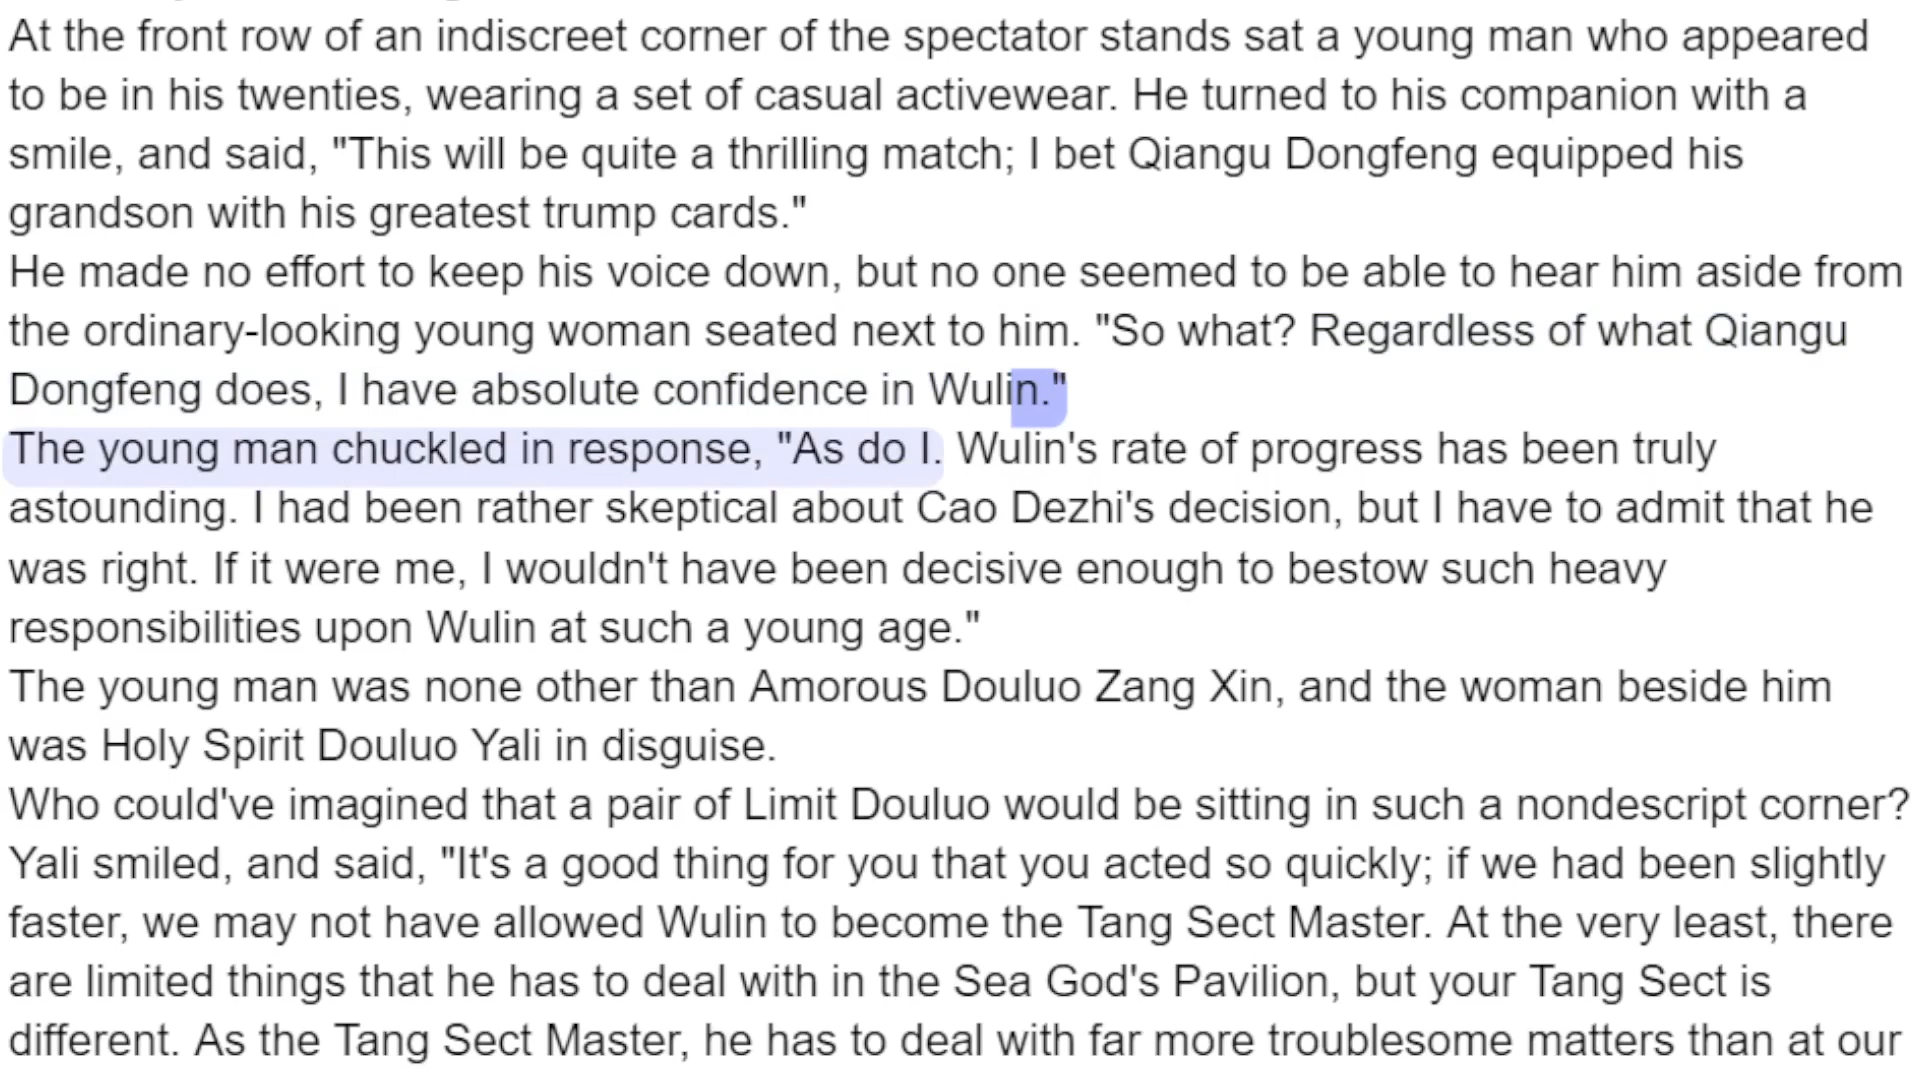 At the front row of an indiscreet corner of the spectator stands sat a young man who appeared
to be in his twenties, wearing a set of casual activewear. He turned to his companion with a
smile, and said, "This will be quite a thrilling match; I bet Qiangu Dongfeng equipped his
grandson with his greatest trump cards."
He made no effort to keep his voice down, but no one seemed to be able to hear him aside from
the ordinary-looking young woman seated next to him. "So what? Regardless of what Qiangu
Dongfeng does, I have absolute confidence in Wulin."
The young man chuckled in response, "As do I. Wulin's rate of progress has been truly
astounding. I had been rather skeptical about Cao Dezhi's decision, but I have to admit that he
was right. If it were me, I wouldn't have been decisive enough to bestow such heavy
responsibilities upon Wulin at such a young age."
The young man was none other than Amorous Douluo Zang Xin, and the woman beside him
was Holy Spirit Douluo Yali in disguise.
Who could've imagined that a pair of Limit Douluo would be sitting in such a nondescript corner?
Yali smiled, and said, "It's a good thing for you that you acted so quickly; if we had been slightly
faster, we may not have allowed Wulin to become the Tang Sect Master. At the very least, there
are limited things that he has to deal with in the Sea God's Pavilion, but your Tang Sect is
different. As the Tang Sect Master, he has to deal with far more troublesome matters than at our